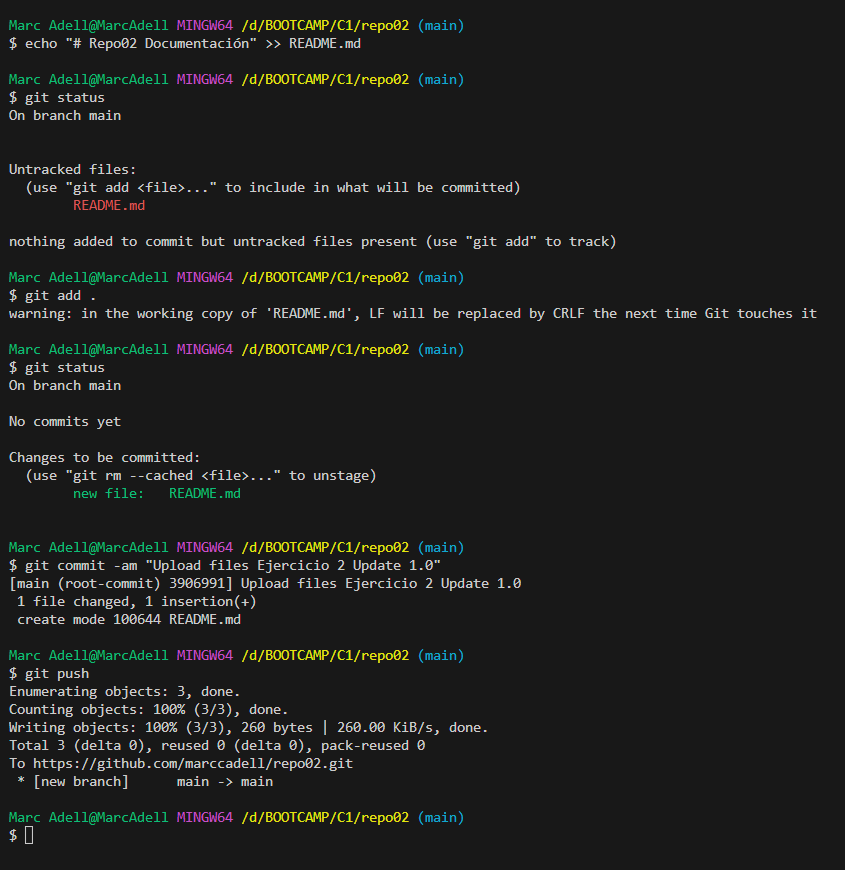 Marc Adell@MarcAdell MINGW64 /d/BOOTCAMP/C1/repo02 (main)
$ echo "# Repo02 Documentación" >> README.md
Marc Adell@MarcAdell MINGW64 /d/BOOTCAMP/C1/repo02 (main)
$ git status
On branch main
Untracked files:
  (use "git add <file>..." to include in what will be committed)
        README.md
nothing added to commit but untracked files present (use "git add" to track)
Marc Adell@MarcAdell MINGW64 /d/BOOTCAMP/C1/repo02 (main)
$ git add .
warning: in the working copy of 'README.md', LF will be replaced by CRLF the next time Git touches it
Marc Adell@MarcAdell MINGW64 /d/BOOTCAMP/C1/repo02 (main)
$ git status
On branch main
No commits yet
Changes to be committed:
  (use "git rm --cached <file>..." to unstage)
        new file:   README.md
Marc Adell@MarcAdell MINGW64 /d/BOOTCAMP/C1/repo02 (main)
$ git commit -am "Upload files Ejercicio 2 Update 1.0"
[main (root-commit) 3906991] Upload files Ejercicio 2 Update 1.0
 1 file changed, 1 insertion(+)
 create mode 100644 README.md
Marc Adell@MarcAdell MINGW64 /d/BOOTCAMP/C1/repo02 (main)
$ git push
Enumerating objects: 3, done.
Counting objects: 100% (3/3), done.
Writing objects: 100% (3/3), 260 bytes | 260.00 KiB/s, done.
Total 3 (delta 0), reused 0 (delta 0), pack-reused 0
To https://github.com/marccadell/repo02.git
 * [new branch]      main -> main
Marc Adell@MarcAdell MINGW64 /d/BOOTCAMP/C1/repo02 (main)
$